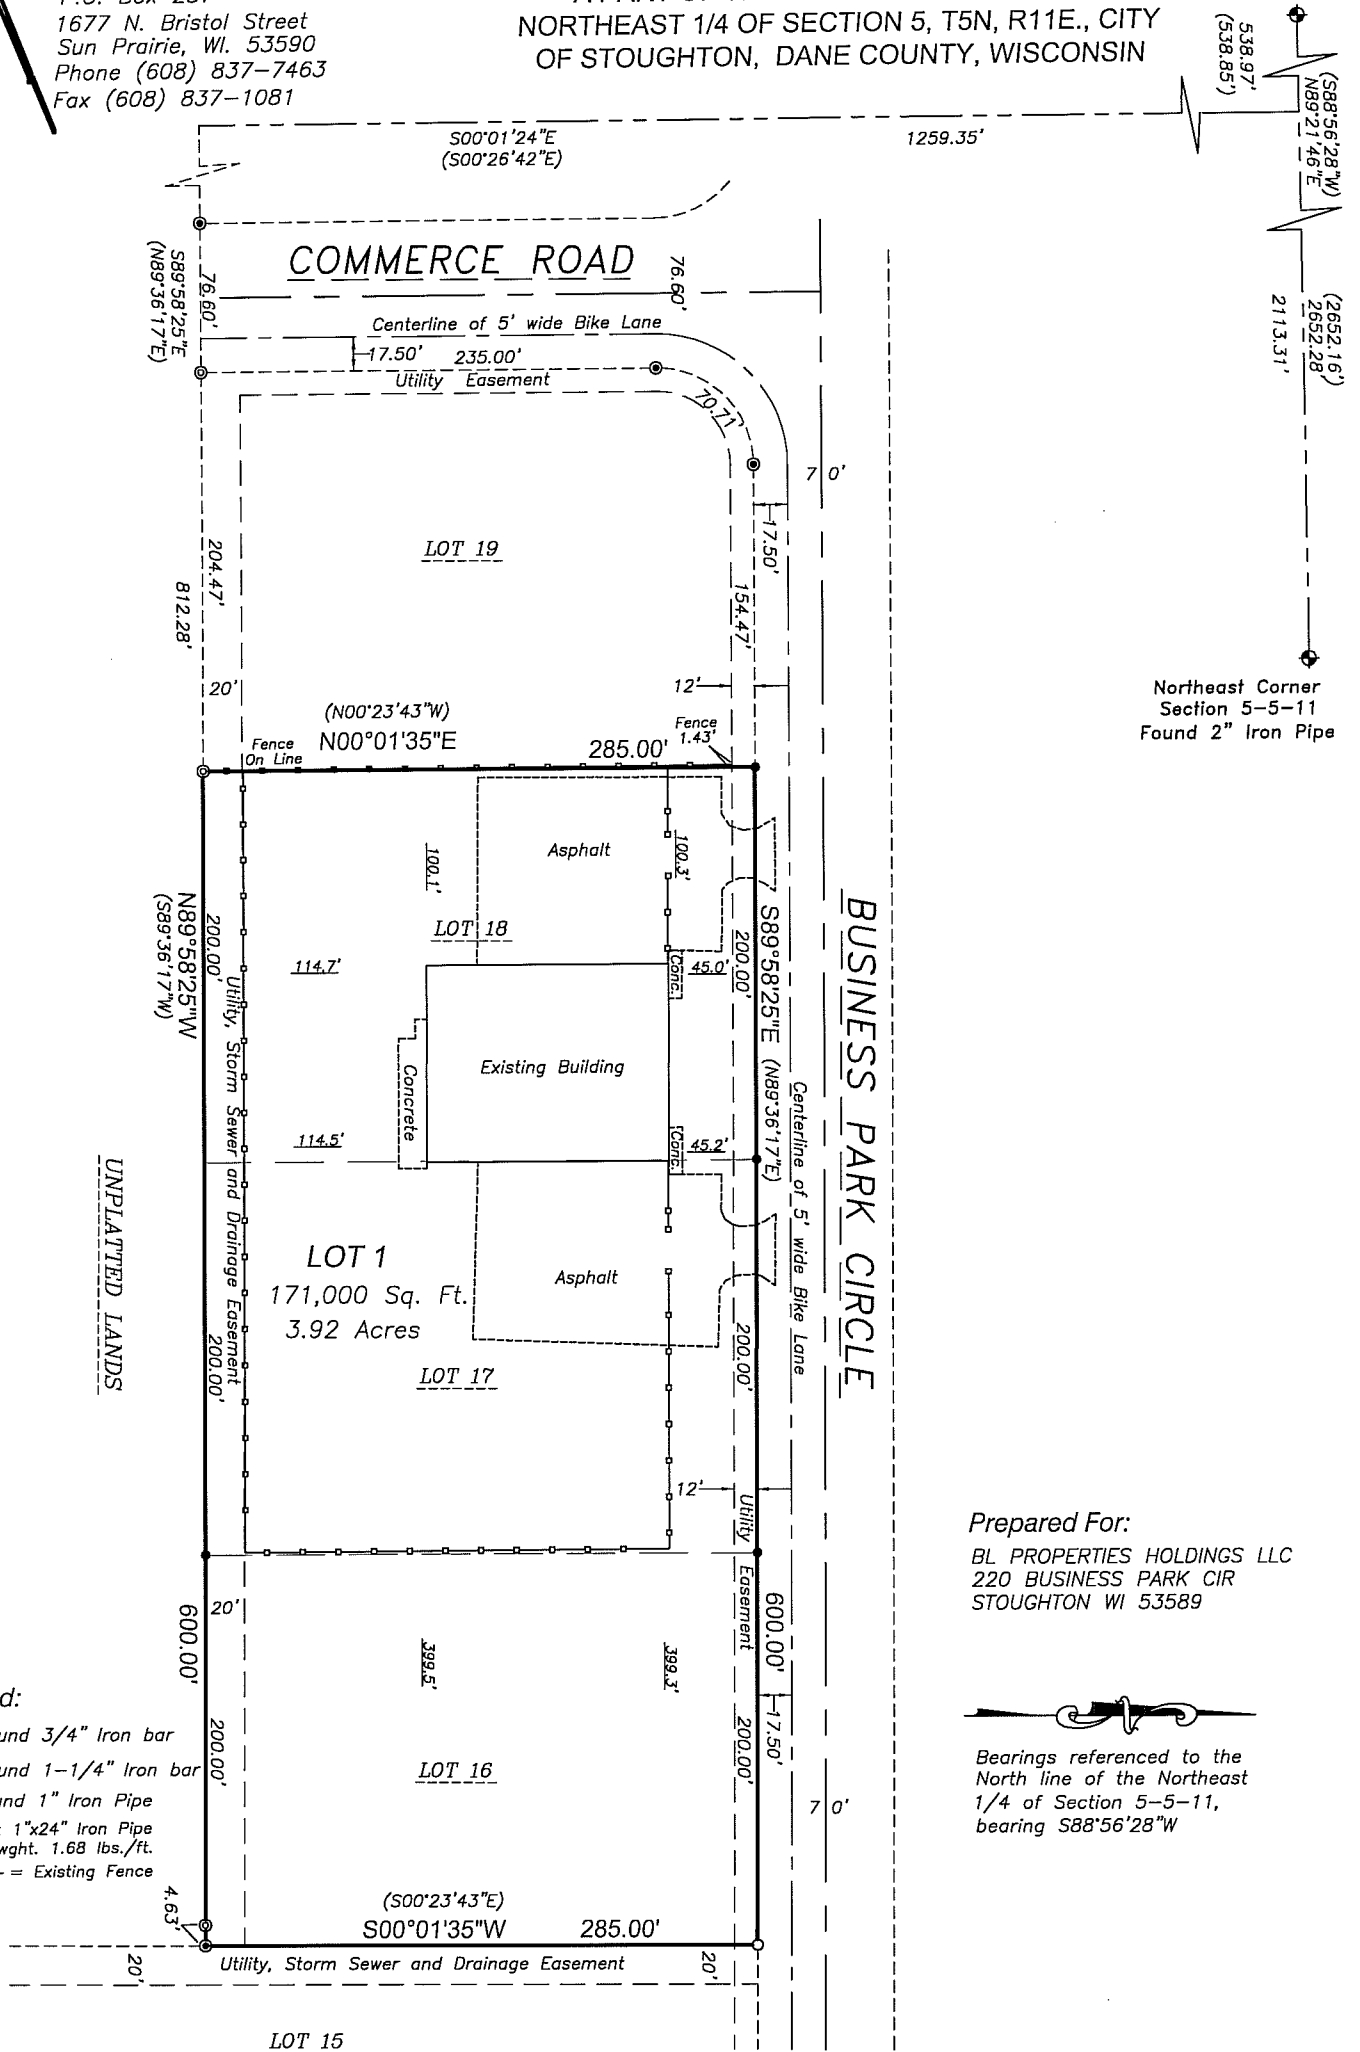 1677 N. Bristol Street
Sun Prairie, WI. 53590
Phone (608) 837-7463
Fax (608) 837-1081
NORTHEAST 1/4 OF SECTION 5, T5N, R11E., CITY
OF STOUGHTON, DANE COUNTY, WISCONSIN
538.97'
(538.85')
(S88°56'28"W)
N89°21'46"E
S00°01'24"E
(S00°26'42"E)
1259.35'
(2652.16')
2652.28'
2113.31'
S89°58'25"E
(N89°36'17"E)
76.60'
COMMERCE ROAD
76.60'
Centerline of 5' wide Bike Lane
17.50'
235.00'
Utility Easement
70.71'
70'
17.50'
LOT 19
204.47'
812.28'
154.47'
20'
12'
Northeast Corner
Section 5-5-11
Found 2" Iron Pipe
(N00°23'43"W)
N00°01'35"E
285.00'
Fence
On Line
Fence
1.43'
100.1'
Asphalt
100.3'
LOT 18
N89°58'25"W
(S89°36'17"W)
200.00'
114.7'
Conc.
45.0'
200.00'
S89°58'25"E (N89°36'17"E)
BUSINESS PARK CIRCLE
Utility, Storm Sewer and Drainage Easement
Existing Building
Concrete
114.5'
Conc.
45.2'
Centerline of 5' wide Bike Lane
UNPLATTED LANDS
LOT 1
171,000 Sq. Ft.
3.92 Acres
Asphalt
200.00'
200.00'
LOT 17
12'
Utility Easement
Prepared For:
BL PROPERTIES HOLDINGS LLC
220 BUSINESS PARK CIR
STOUGHTON WI 53589
20'
600.00'
600.00'
399.5'
399.3'
17.50'
200.00'
200.00'
LOT 16
70'
Bearings referenced to the
North line of the Northeast
1/4 of Section 5-5-11,
bearing S88°56'28"W
d:
und 3/4" Iron bar
und 1-1/4" Iron bar
und 1" Iron Pipe
1"x24" Iron Pipe
wght. 1.68 lbs./ft.
= Existing Fence
4.63'
(S00°23'43"E)
S00°01'35"W
285.00'
20'
Utility, Storm Sewer and Drainage Easement
20'
LOT 15